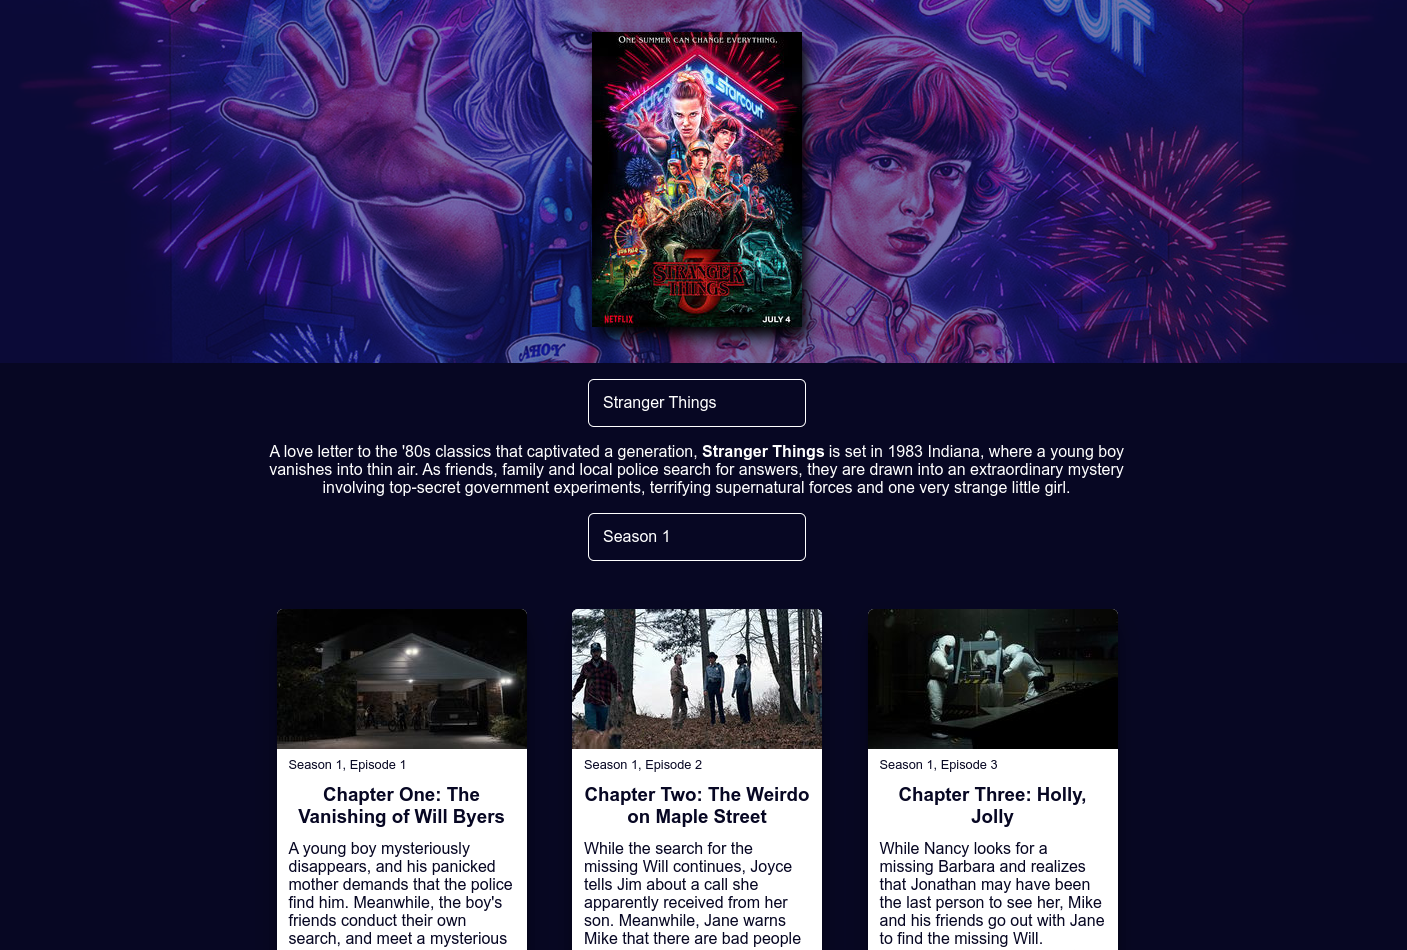 ONE SUMMER CAN CHANGE EVERYTHING.
starcourt
STRANGER
THINGS
3
NETFLIX
JULY 4
AHOY
Stranger Things
A love letter to the '80s classics that captivated a generation, Stranger Things is set in 1983 Indiana, where a young boy
vanishes into thin air. As friends, family and local police search for answers, they are drawn into an extraordinary mystery
involving top-secret government experiments, terrifying supernatural forces and one very strange little girl.
Season 1
Season 1, Episode 1
Chapter One: The
Vanishing of Will Byers
A young boy mysteriously
disappears, and his panicked
mother demands that the police
find him. Meanwhile, the boy's
friends conduct their own
search, and meet a mysterious
Season 1, Episode 2
Chapter Two: The Weirdo
on Maple Street
While the search for the
missing Will continues, Joyce
tells Jim about a call she
apparently received from her
son. Meanwhile, Jane warns
Mike that there are bad people
Season 1, Episode 3
Chapter Three: Holly,
Jolly
While Nancy looks for a
missing Barbara and realizes
that Jonathan may have been
the last person to see her, Mike
and his friends go out with Jane
to find the missing Will.